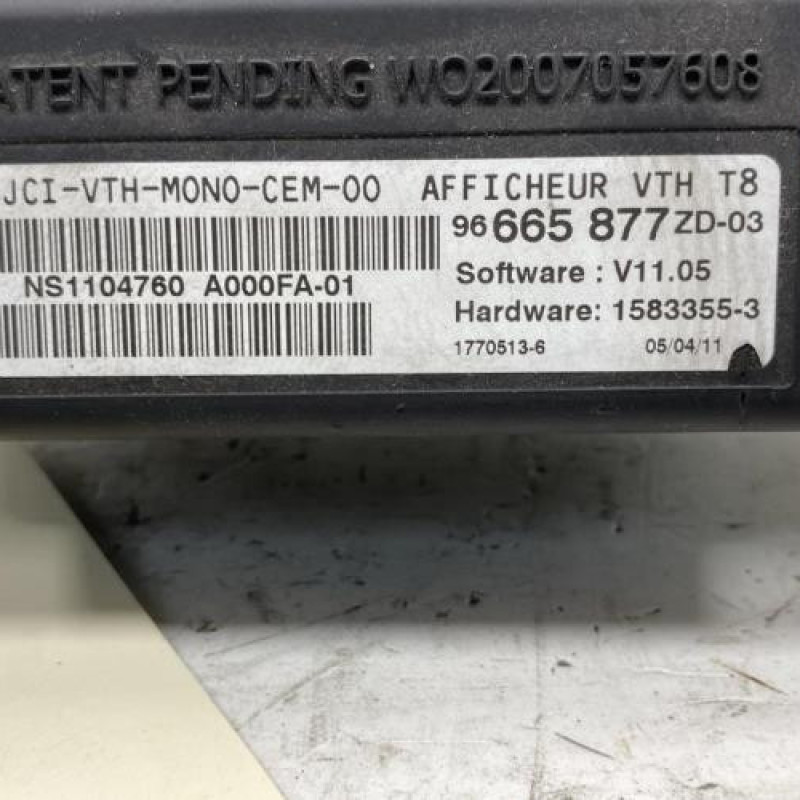 PATENT PENDING WO2007057608
JCI-VTH-MONO-CEM-00 AFFICHEUR VTH T8
96 665 877 ZD-03
NS1104760 A000FA-01
Software : V11.05
Hardware: 1583355-3
1770513-6 05/04/11